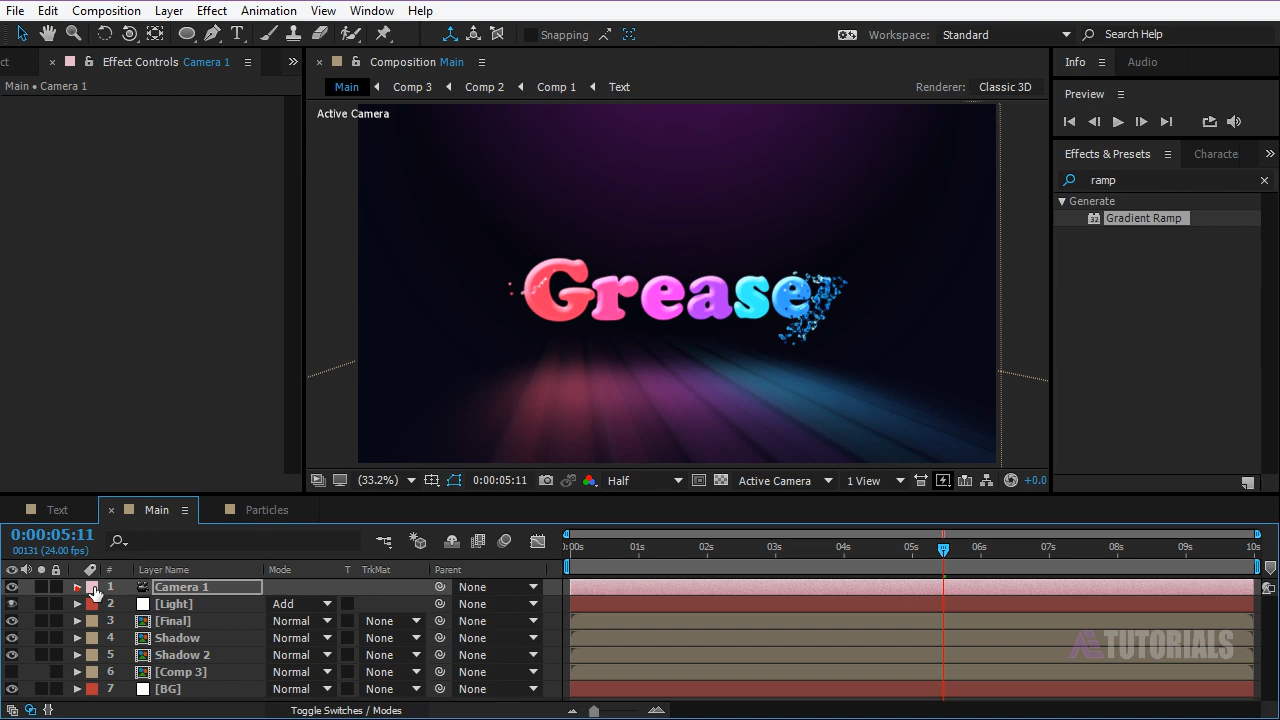 File Edit Composition Layer Effect Animation View Window Help
Snapping Workspace: Standard Search Help
ct × Effect Controls Camera 1 × Composition Main Info Audio
Main • Camera 1
Main Comp 3 Comp 2 Comp 1 Text Renderer: Classic 3D
Preview
Active Camera
Effects & Presets Characte
ramp
Generate
32 Gradient Ramp
Grease
(33.2%) 0:00:05:11 Half Active Camera 1 View +0.0
Text × Main Particles
0:00:05:11
00131 (24.00 fps)
:00s 01s 02s 03s 04s 05s 06s 07s 08s 09s 10s
# Layer Name Mode T TrkMat Parent
1 Camera 1 None
2 [Light] Add None
3 [Final] Normal None None
4 Shadow Normal None None
5 Shadow 2 Normal None None
6 [Comp 3] Normal None None
7 [BG] Normal None None
AETUTORIALS
Toggle Switches / Modes